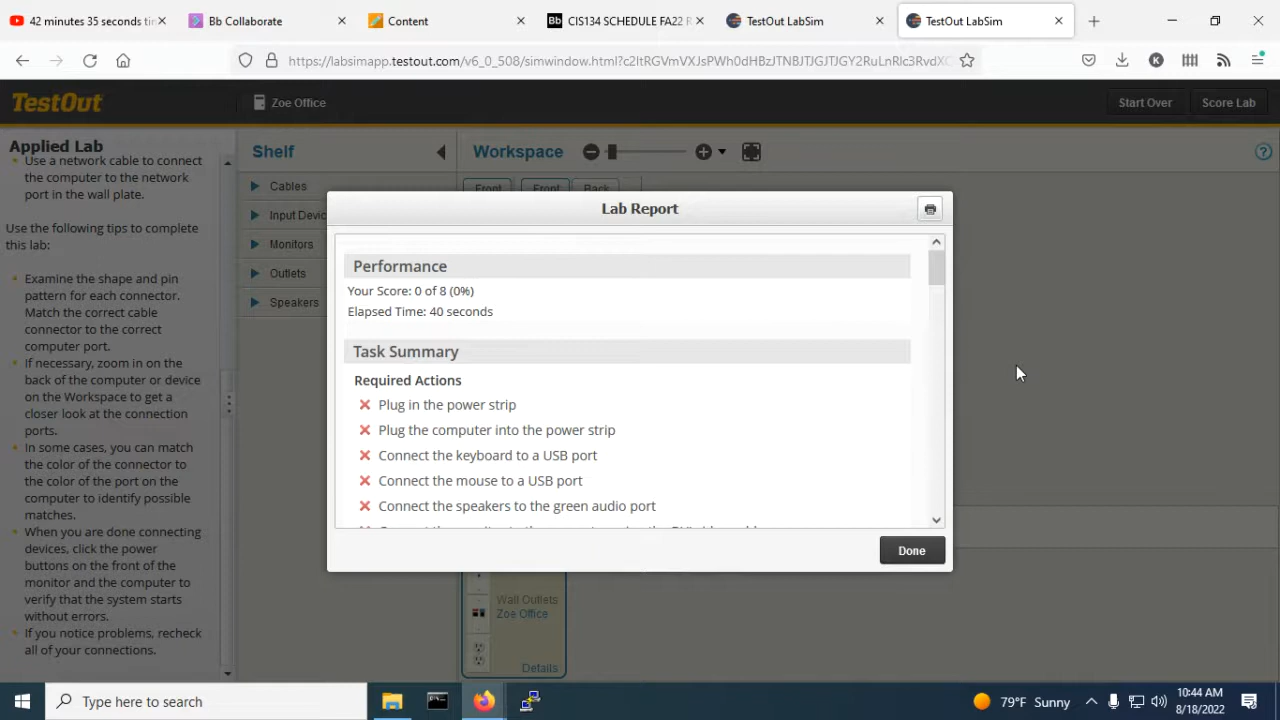 42 minutes 35 seconds tin
Bb Collaborate
Content
CIS134 SCHEDULE FA22 R
TestOut LabSim
TestOut LabSim
https://labsimapp.testout.com/v6_0_508/simwindow.html?
TestOut
Zoe Office
Start Over
Score Lab
Applied Lab
Use a network cable to connect
the computer to the network
port in the wall plate.
Use the following tips to complete
this lab:
Examine the shape and pin
pattern for each connector.
Match the correct cable
connector to the correct
computer port.
If necessary, zoom in on the
back of the computer or device
on the Workspace to get a
closer look at the connection
ports.
In some cases, you can match
the color of the connector to
the color of the port on the
computer to identify possible
matches.
When you are done connecting
devices, click the power
buttons on the front of the
monitor and the computer to
verify that the system starts
without errors.
If you notice problems, recheck
all of your connections.
Shelf
Cables
Input Devic
Monitors
Outlets
Speakers
Workspace
Front
Front
Back
Lab Report
Performance
Your Score: 0 of 8 (0%)
Elapsed Time: 40 seconds
Task Summary
Required Actions
Plug in the power strip
Plug the computer into the power strip
Connect the keyboard to a USB port
Connect the mouse to a USB port
Connect the speakers to the green audio port
Done
Wall Outlets
Zoe Office
Details
Type here to search
79°F Sunny
10:44 AM
8/18/2022